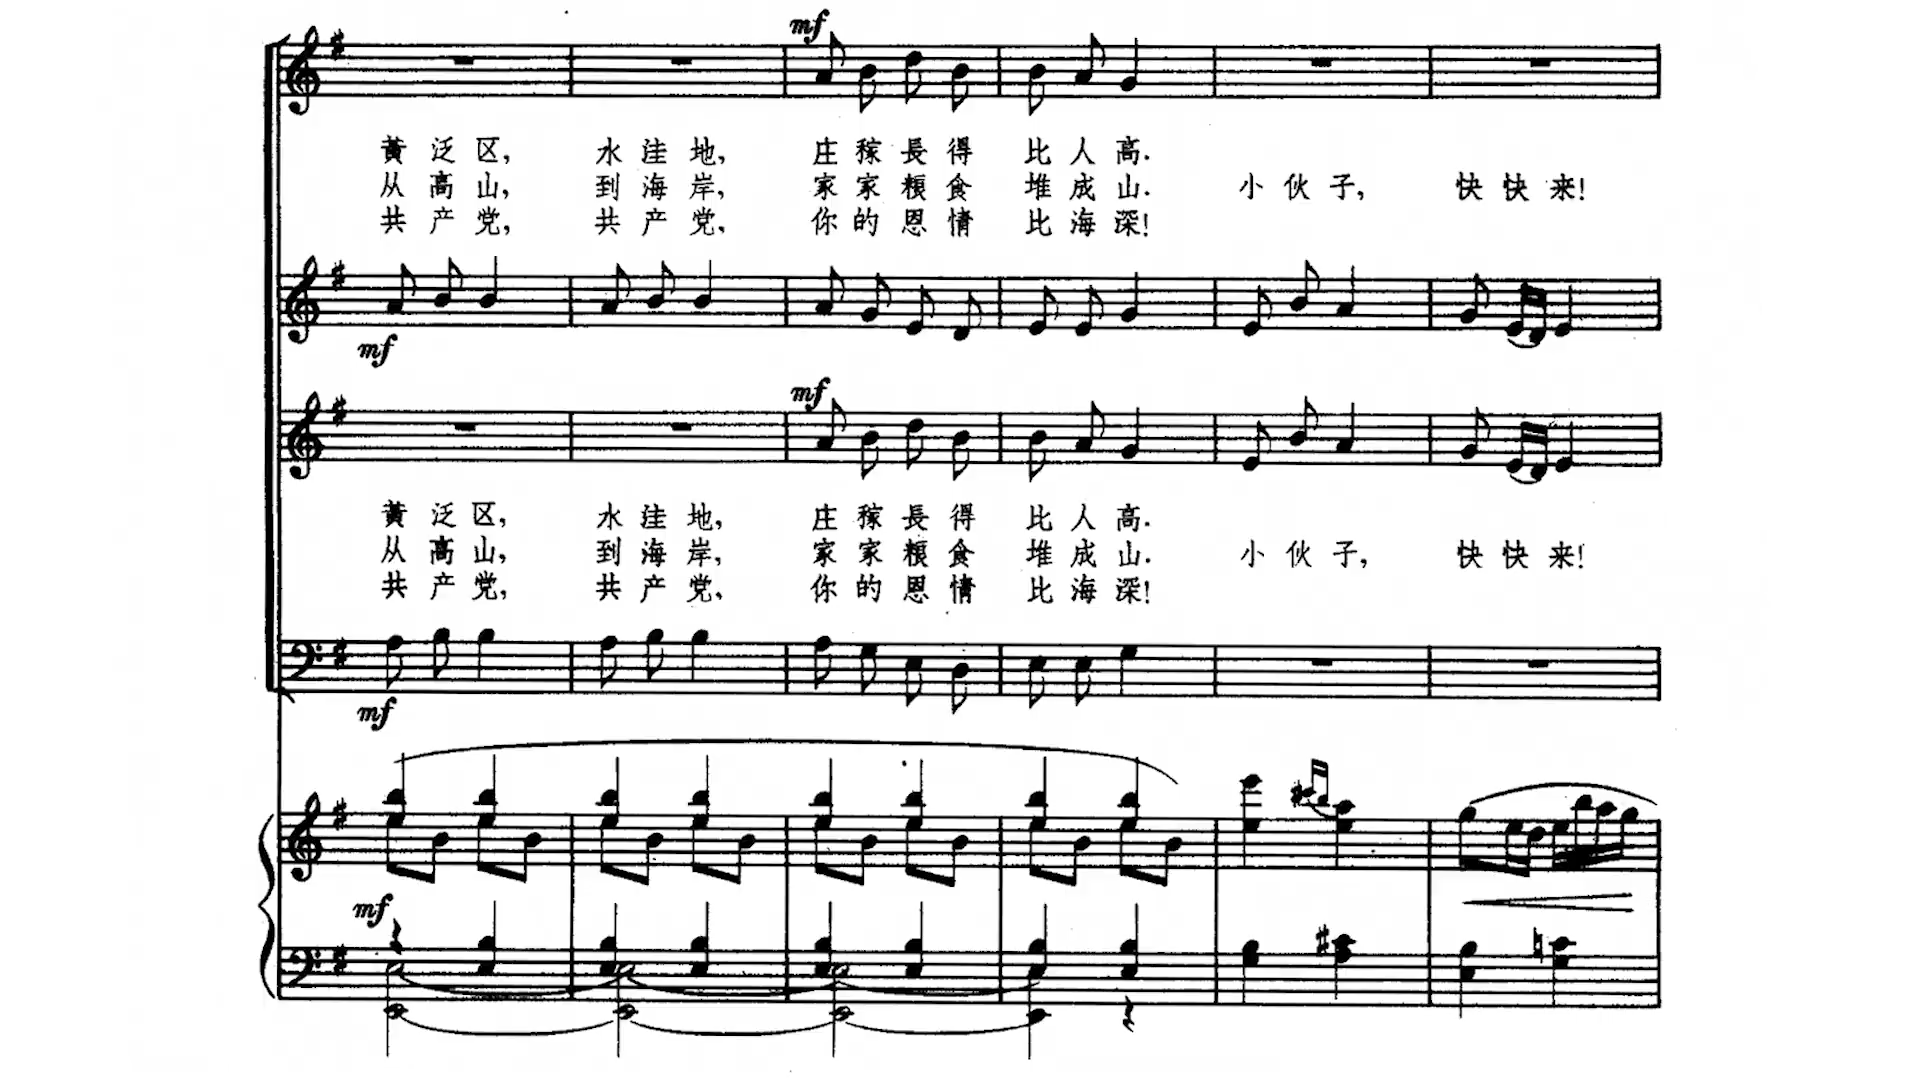 mf
黃泛区, 水洼地, 庄稼長得 比人高.
从高山, 到海岸, 家家粮食 堆成山. 小伙子, 快快来!
共产党, 共产党, 你的恩情 比海深!
mf
mf
黃泛区, 水洼地, 庄稼長得 比人高.
从高山, 到海岸, 家家粮食 堆成山. 小伙子, 快快来!
共产党, 共产党, 你的恩情 比海深!
mf
mf